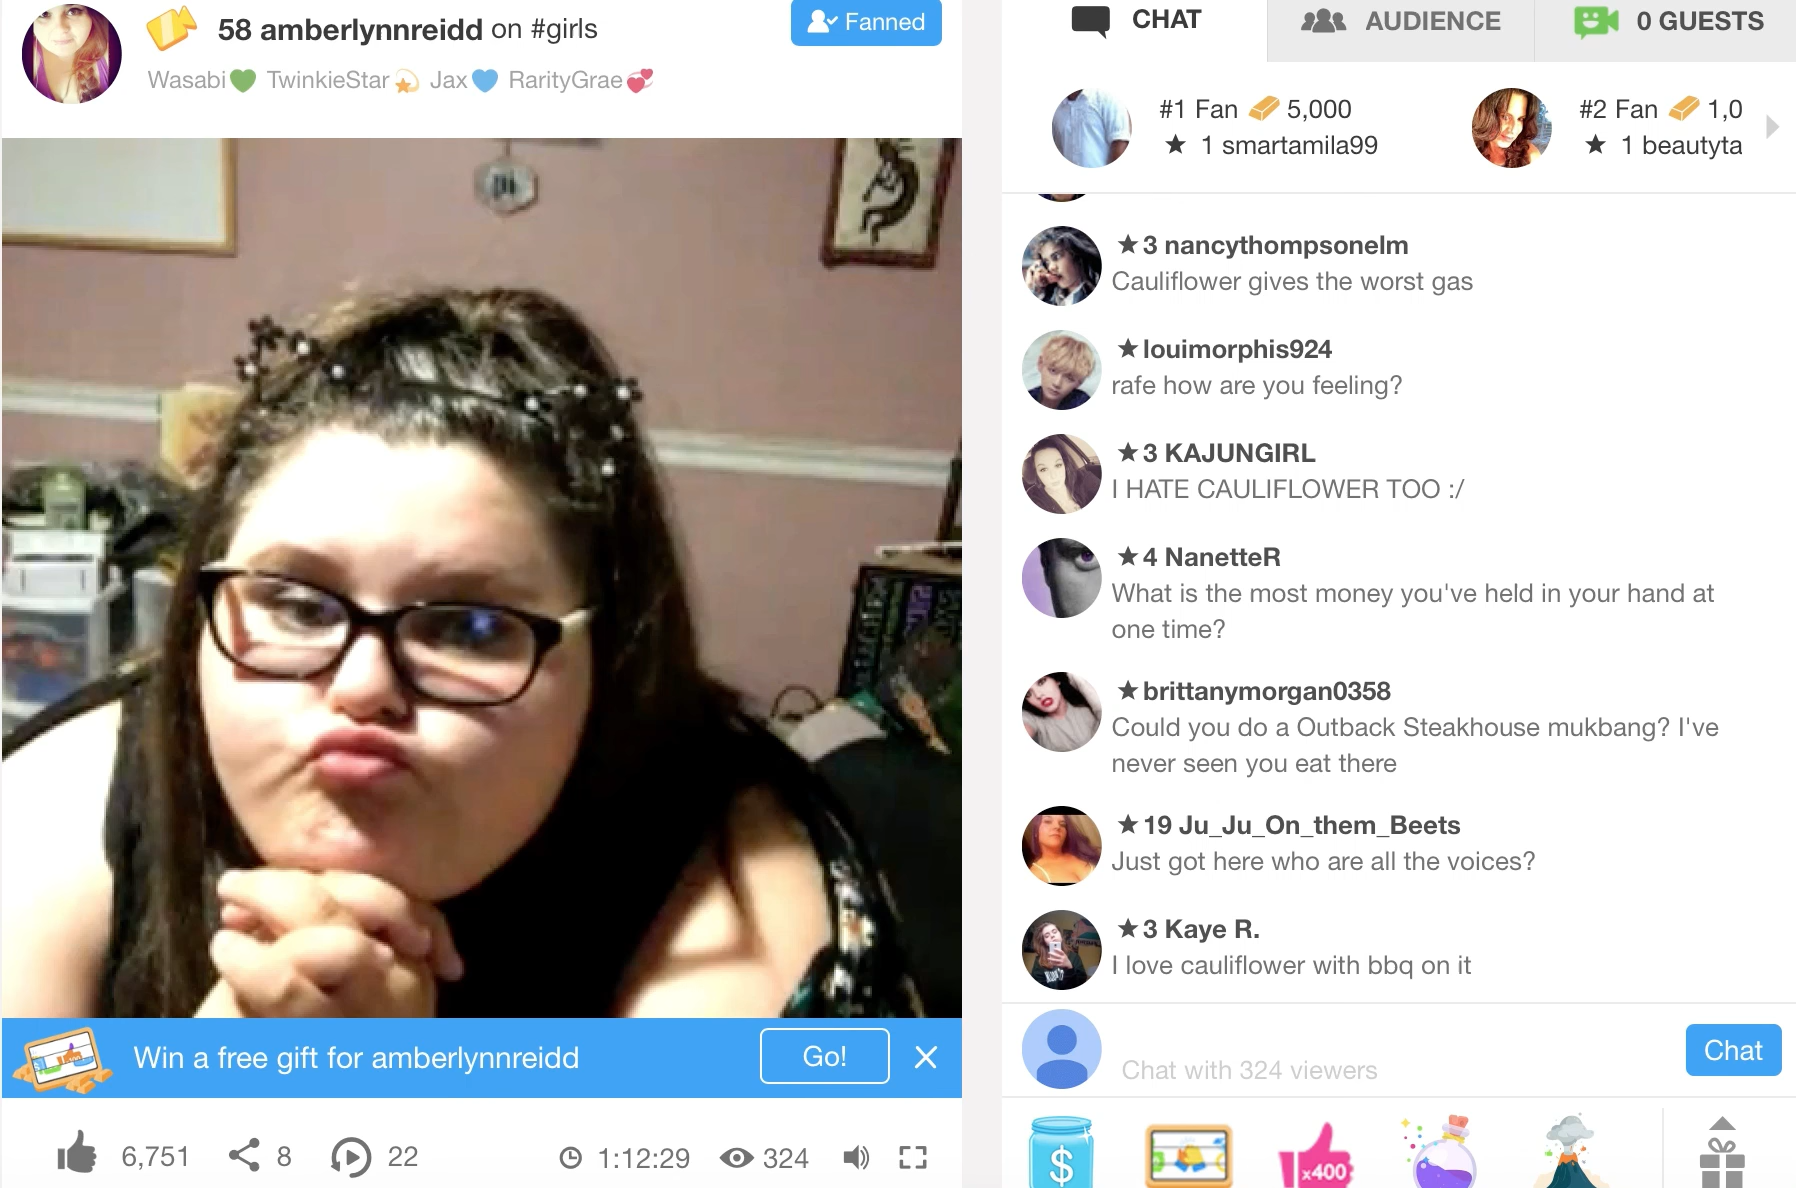 58 amberlynnreidd on #girls
Fanned
Wasabi💚 TwinkieStar💫 Jax💙 RarityGrae💞
Win a free gift for amberlynnreidd
Go!
6,751
8
22
1:12:29
324
CHAT
AUDIENCE
0 GUESTS
#1 Fan 5,000
★ 1 smartamila99
#2 Fan 1,0
★ 1 beautyta
★3 nancythompsonelm
Cauliflower gives the worst gas
★louimorphis924
rafe how are you feeling?
★3 KAJUNGIRL
I HATE CAULIFLOWER TOO :/
★4 NanetteR
What is the most money you've held in your hand at
one time?
★brittanymorgan0358
Could you do a Outback Steakhouse mukbang? I've
never seen you eat there
★19 Ju_Ju_On_them_Beets
Just got here who are all the voices?
★3 Kaye R.
I love cauliflower with bbq on it
Chat with 324 viewers
Chat
$
x400